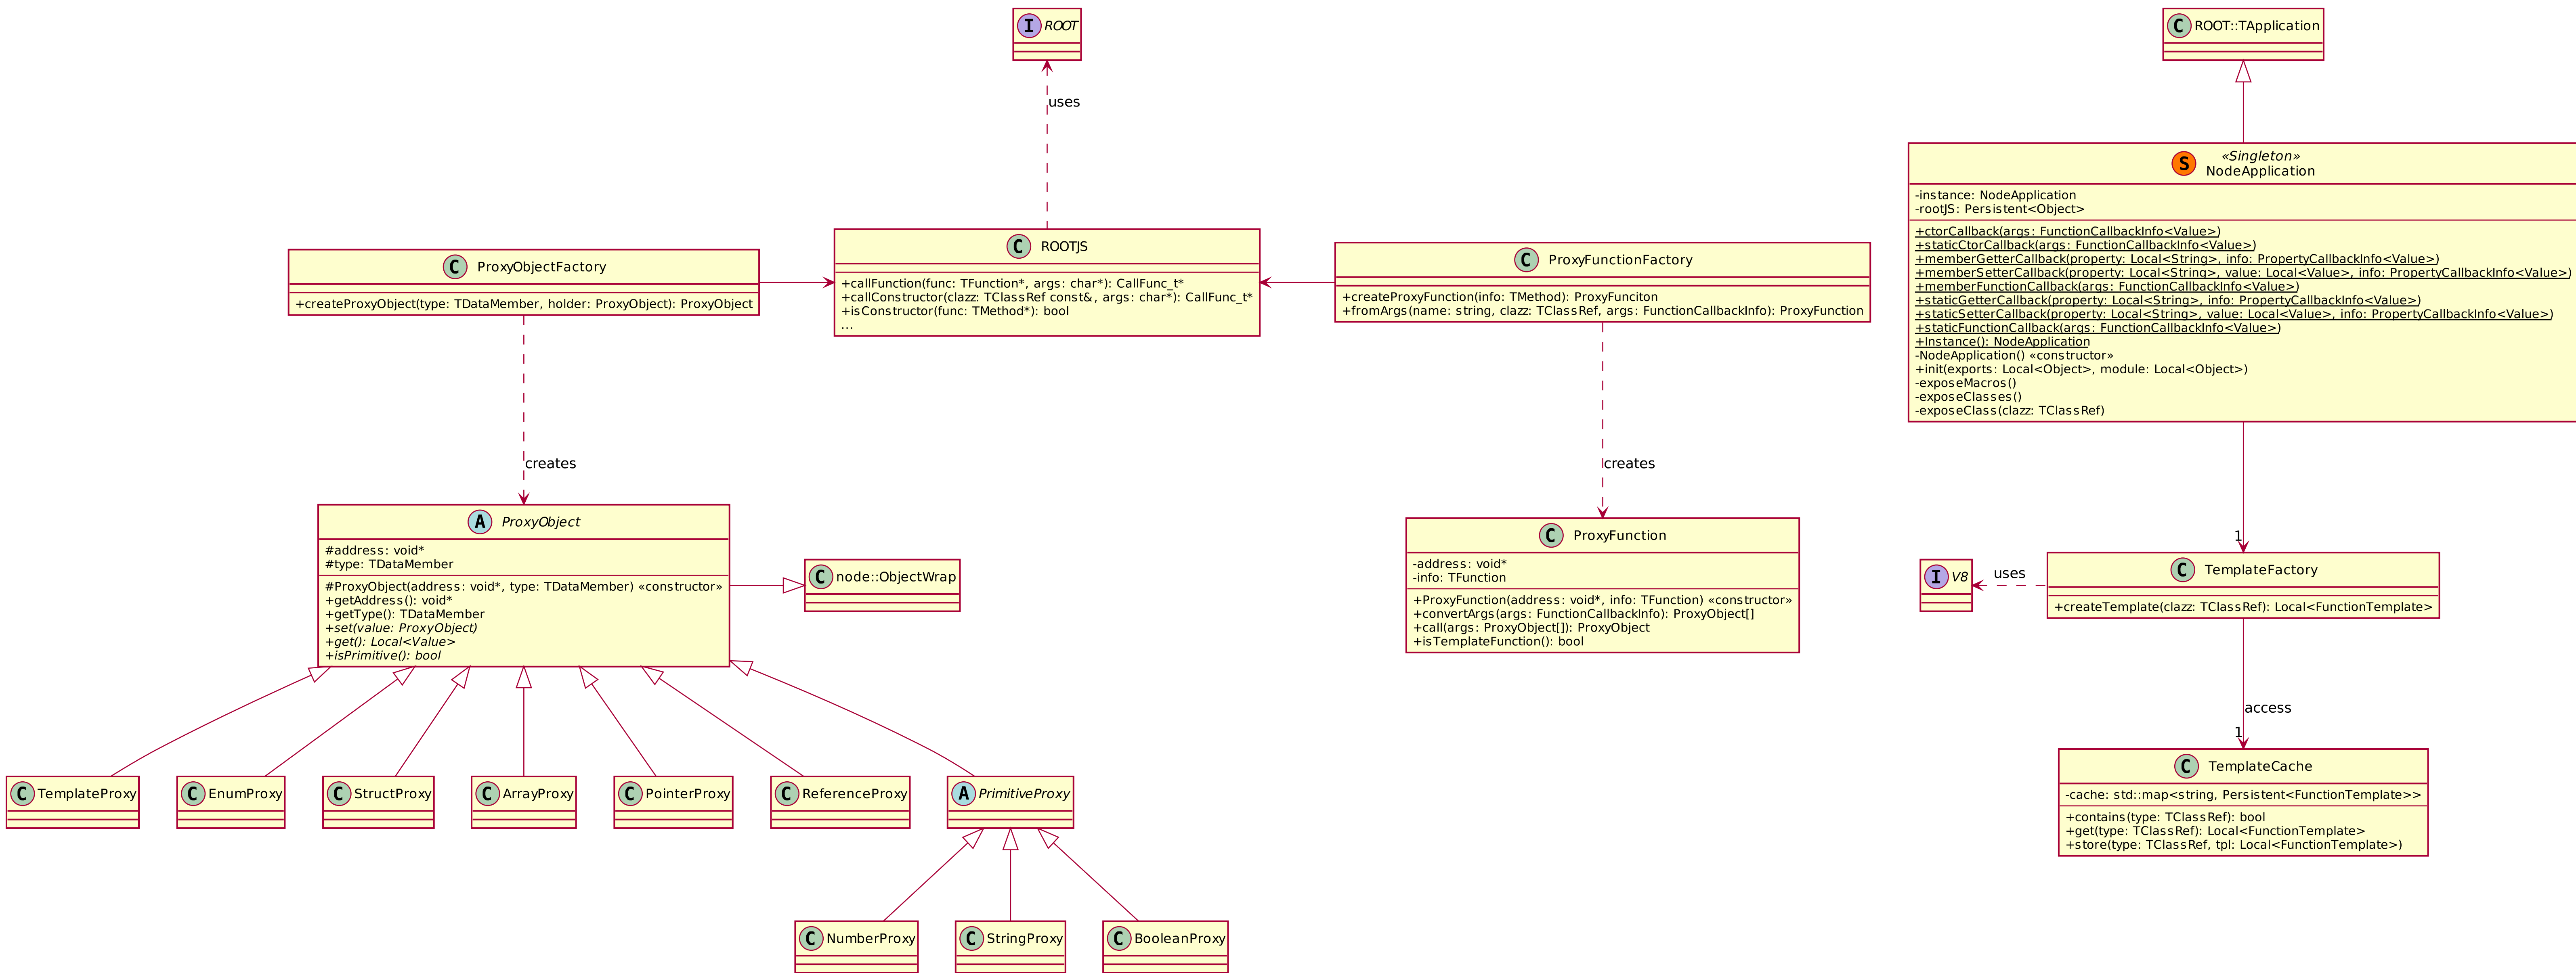 I ROOT
C ROOT::TApplication
uses
S «Singleton»
NodeApplication
-instance: NodeApplication
-rootJS: Persistent<Object>
+ctorCallback(args: FunctionCallbackInfo<Value>)
+staticCtorCallback(args: FunctionCallbackInfo<Value>)
+memberGetterCallback(property: Local<String>, info: PropertyCallbackInfo<Value>)
+memberSetterCallback(property: Local<String>, value: Local<Value>, info: PropertyCallbackInfo<Value>)
+memberFunctionCallback(args: FunctionCallbackInfo<Value>)
+staticGetterCallback(property: Local<String>, info: PropertyCallbackInfo<Value>)
+staticSetterCallback(property: Local<String>, value: Local<Value>, info: PropertyCallbackInfo<Value>)
+staticFunctionCallback(args: FunctionCallbackInfo<Value>)
+Instance(): NodeApplication
-NodeApplication() «constructor»
+init(exports: Local<Object>, module: Local<Object>)
-exposeMacros()
-exposeClasses()
-exposeClass(clazz: TClassRef)
C ProxyObjectFactory
+createProxyObject(type: TDataMember, holder: ProxyObject): ProxyObject
C ROOTJS
+callFunction(func: TFunction*, args: char*): CallFunc_t*
+callConstructor(clazz: TClassRef const&, args: char*): CallFunc_t*
+isConstructor(func: TMethod*): bool
...
C ProxyFunctionFactory
+createProxyFunction(info: TMethod): ProxyFunciton
+fromArgs(name: string, clazz: TClassRef, args: FunctionCallbackInfo): ProxyFunction
creates
creates
A ProxyObject
#address: void*
#type: TDataMember
#ProxyObject(address: void*, type: TDataMember) «constructor»
+getAddress(): void*
+getType(): TDataMember
+set(value: ProxyObject)
+get(): Local<Value>
+isPrimitive(): bool
C node::ObjectWrap
C ProxyFunction
-address: void*
-info: TFunction
+ProxyFunction(address: void*, info: TFunction) «constructor»
+convertArgs(args: FunctionCallbackInfo): ProxyObject[]
+call(args: ProxyObject[]): ProxyObject
+isTemplateFunction(): bool
1
I V8
uses
C TemplateFactory
+createTemplate(clazz: TClassRef): Local<FunctionTemplate>
access
1
C TemplateProxy
C EnumProxy
C StructProxy
C ArrayProxy
C PointerProxy
C ReferenceProxy
A PrimitiveProxy
C TemplateCache
-cache: std::map<string, Persistent<FunctionTemplate>>
+contains(type: TClassRef): bool
+get(type: TClassRef): Local<FunctionTemplate>
+store(type: TClassRef, tpl: Local<FunctionTemplate>)
C NumberProxy
C StringProxy
C BooleanProxy